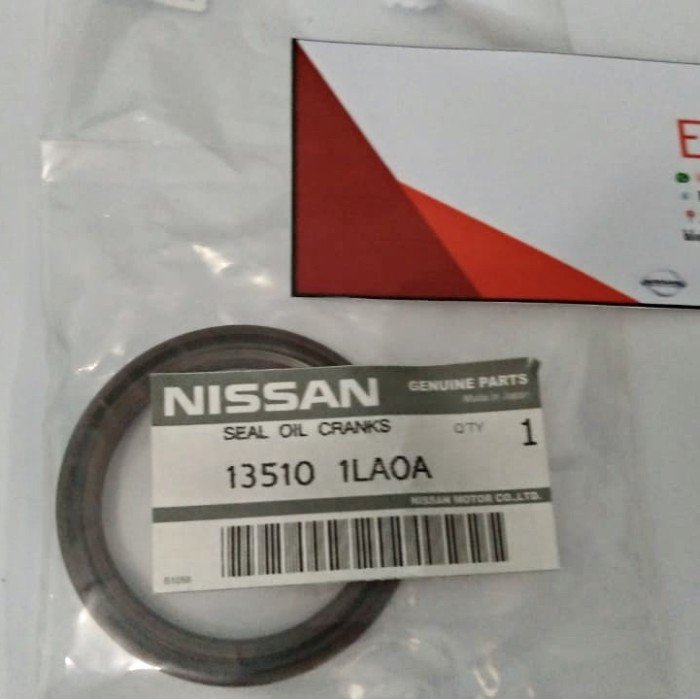 E
NISSAN
GENUINE PARTS
Made in Japan
SEAL OIL CRANKS
Q'TY 1
13510 1LA0A
NISSAN MOTOR CO.,LTD.